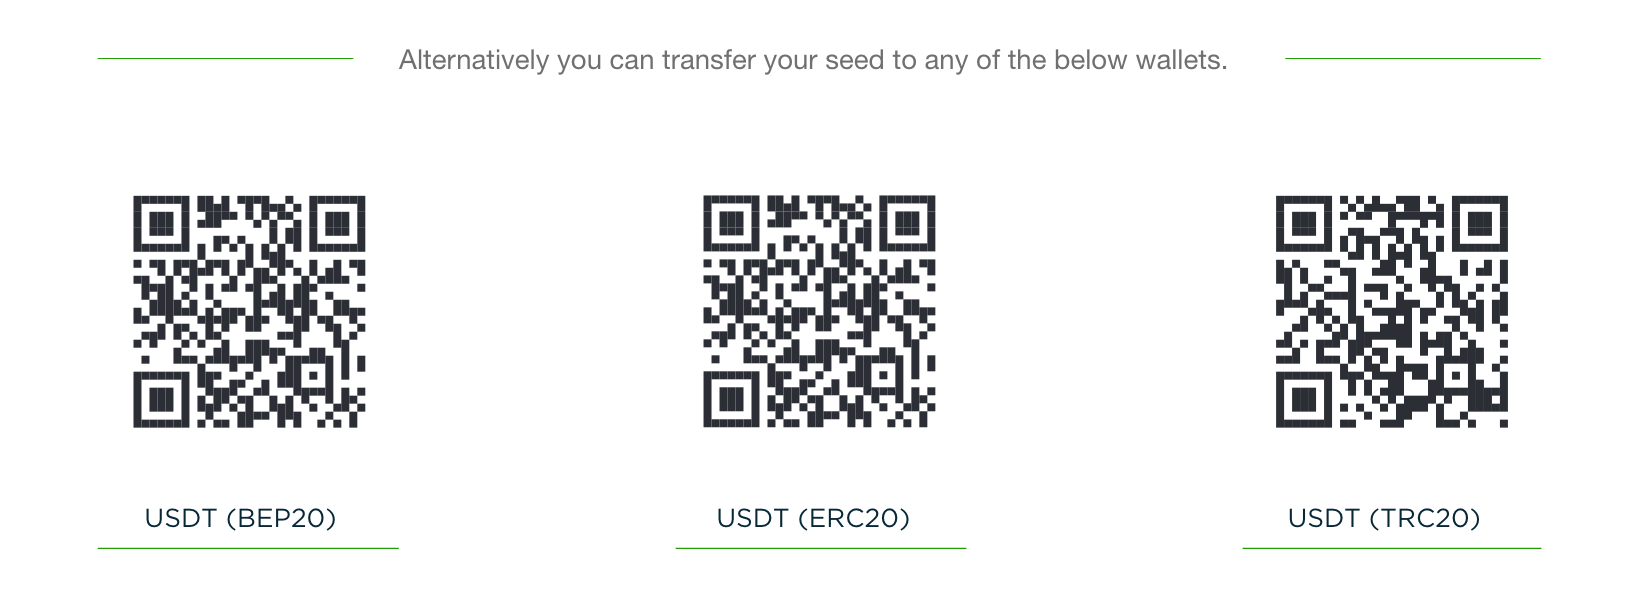 Alternatively you can transfer your seed to any of the below wallets.
USDT (BEP20)
USDT (ERC20)
USDT (TRC20)